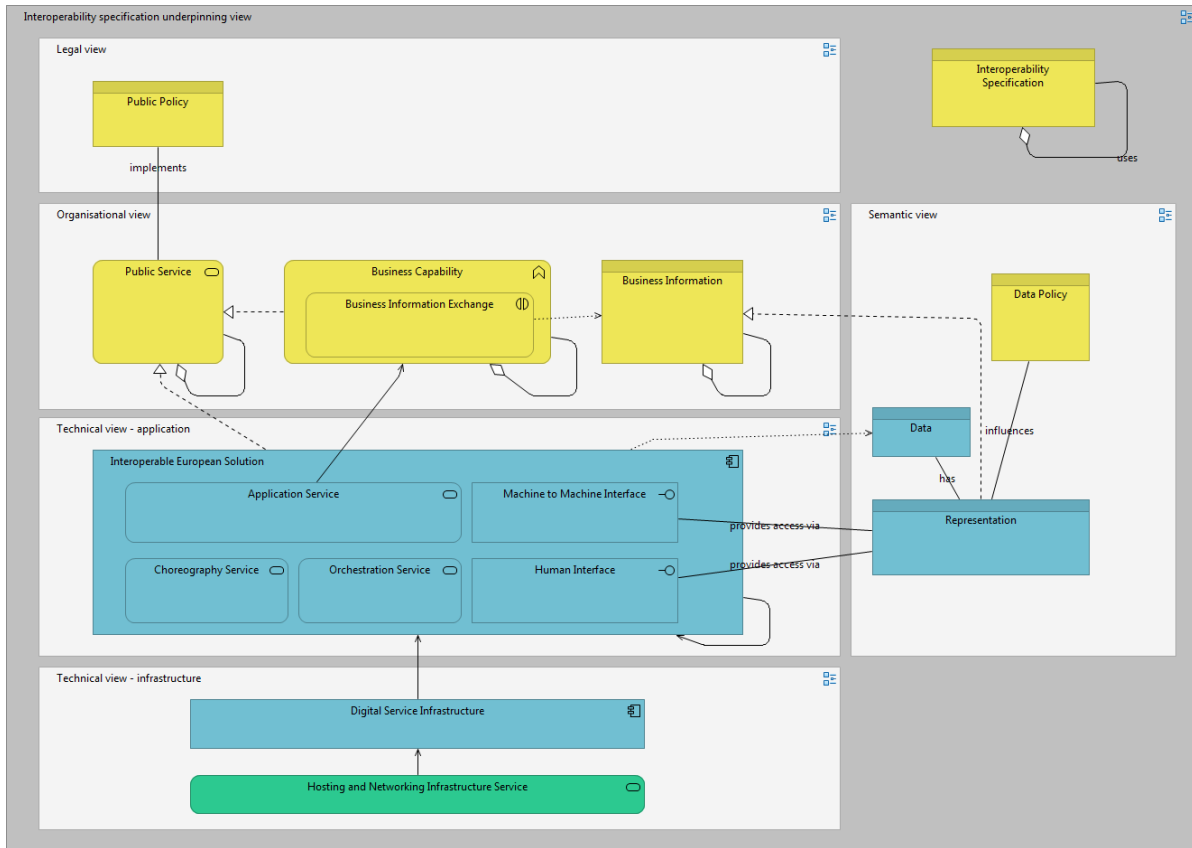 Interoperability specification underpinning view
Legal view
Public Policy
implements
Interoperability
Specification
uses
Organisational view
Public Service
Business Capability
Business Information Exchange
Business Information
Semantic view
Data Policy
Data
influences
has
Representation
Technical view - application
Interoperable European Solution
Application Service
Machine to Machine Interface
provides access via
Choreography Service
Orchestration Service
Human Interface
provides access via
Technical view - infrastructure
Digital Service Infrastructure
Hosting and Networking Infrastructure Service